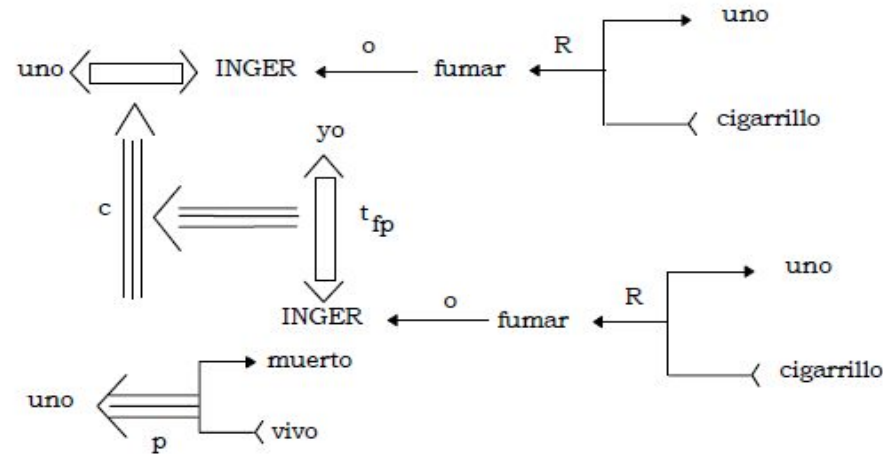 uno
uno INGER o fumar R
cigarrillo
yo
c t fp
uno
INGER o fumar R
muerto
cigarrillo
uno
vivo
p